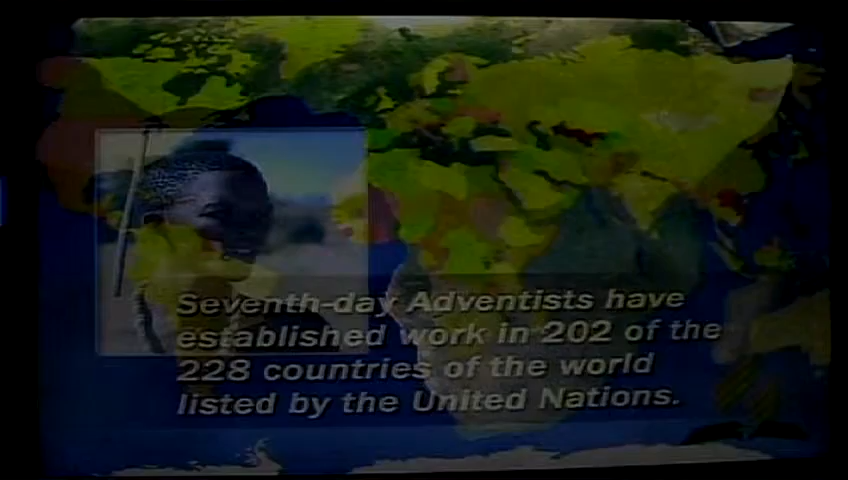 Seventh-day Adventists have
established work in 202 of the
228 countries of the world
listed by the United Nations.